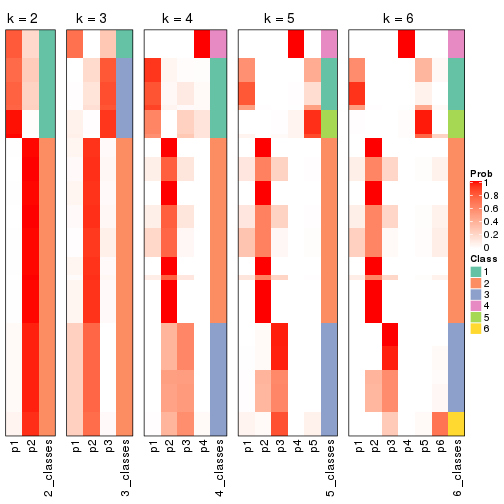 k = 2
k = 3
k = 4
k = 5
k = 6
p1
p2
2_classes
p1
p2
p3
3_classes
p1
p2
p3
p4
4_classes
p1
p2
p3
p4
p5
5_classes
p1
p2
p3
p4
p5
p6
6_classes
Prob
1
0.8
0.6
0.4
0.2
0
Class
1
2
3
4
5
6